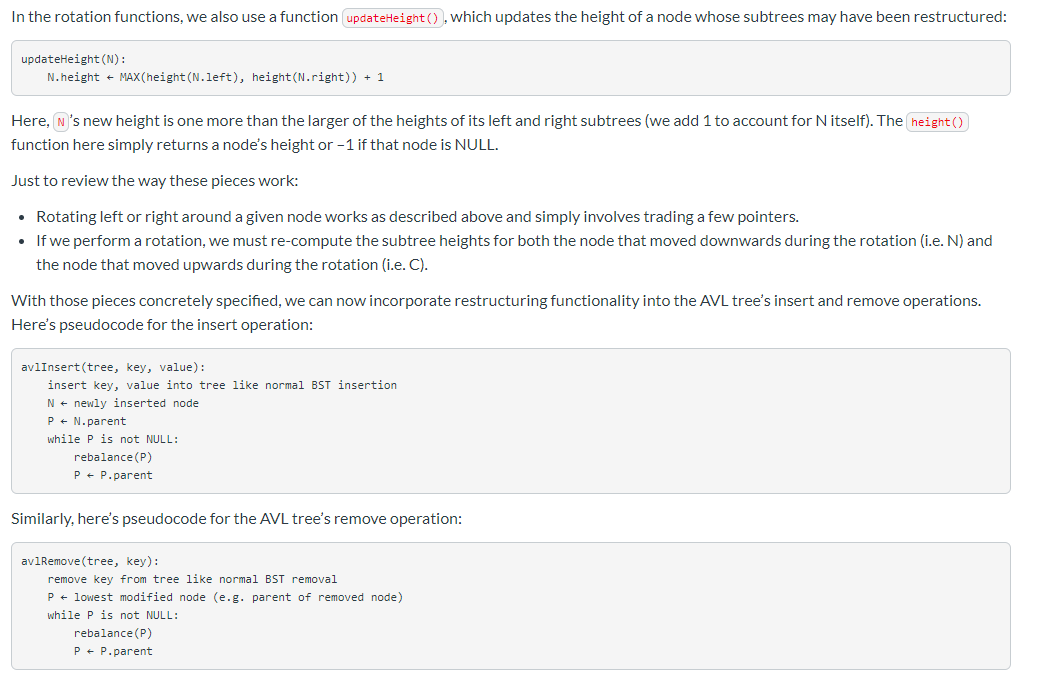 In the rotation functions, we also use a function updateHeight(), which updates the height of a node whose subtrees may have been restructured:
updateHeight(N):
    N.height ← MAX(height(N.left), height(N.right)) + 1
Here, N's new height is one more than the larger of the heights of its left and right subtrees (we add 1 to account for N itself). The height()
function here simply returns a node's height or −1 if that node is NULL.
Just to review the way these pieces work:
• Rotating left or right around a given node works as described above and simply involves trading a few pointers.
• If we perform a rotation, we must re-compute the subtree heights for both the node that moved downwards during the rotation (i.e. N) and
the node that moved upwards during the rotation (i.e. C).
With those pieces concretely specified, we can now incorporate restructuring functionality into the AVL tree's insert and remove operations.
Here's pseudocode for the insert operation:
avlInsert(tree, key, value):
    insert key, value into tree like normal BST insertion
    N ← newly inserted node
    P ← N.parent
    while P is not NULL:
        rebalance(P)
        P ← P.parent
Similarly, here's pseudocode for the AVL tree's remove operation:
avlRemove(tree, key):
    remove key from tree like normal BST removal
    P ← lowest modified node (e.g. parent of removed node)
    while P is not NULL:
        rebalance(P)
        P ← P.parent